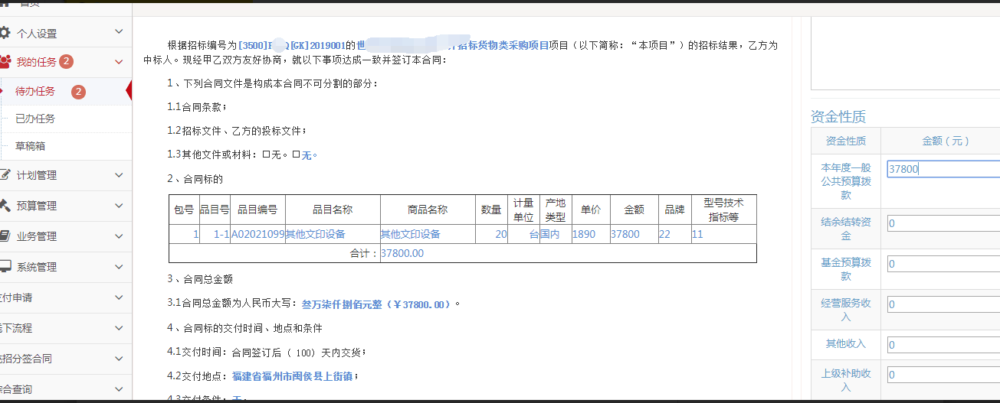 首页
个人设置
我的任务 2
待办任务 2
已办任务
草稿箱
计划管理
预算管理
业务管理
系统管理
付申请
下流程
招分签合同
合查询
根据招标编号为[3500]F Q[GK]2019001的世 招标货物类采购项目项目（以下简称：“本项目”）的招标结果，乙方为
中标人。现经甲乙双方友好协商，就以下事项达成一致并签订本合同：
1、下列合同文件是构成本合同不可分割的部分：
1.1合同条款；
1.2招标文件、乙方的投标文件；
1.3其他文件或材料：□无。□无。
2、合同标的
包号 品目号 品目编号 品目名称 商品名称 数量 计量单位 产地类型 单价 金额 品牌 型号技术指标等
1 1-1 A02021099 其他文印设备 其他文印设备 20 台 国内 1890 37800 22 11
合计： 37800.00
3、合同总金额
3.1合同总金额为人民币大写：叁万柒仟捌佰元整（￥37800.00）。
4、合同标的交付时间、地点和条件
4.1交付时间：合同签订后（ 100）天内交货；
4.2交付地点：福建省福州市闽侯县上街镇；
4.3交付条件：无。
资金性质
资金性质 金额（元）
本年度一般
公共预算拨
款
37800
结余结转资
金
0
基金预算拨
款
0
经营服务收
入
0
其他收入
0
上级补助收
入
0